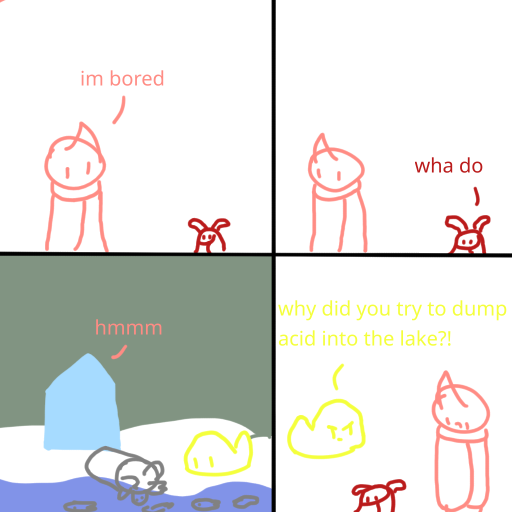 im bored
wha do
hmmm
why did you try to dump
acid into the lake?!